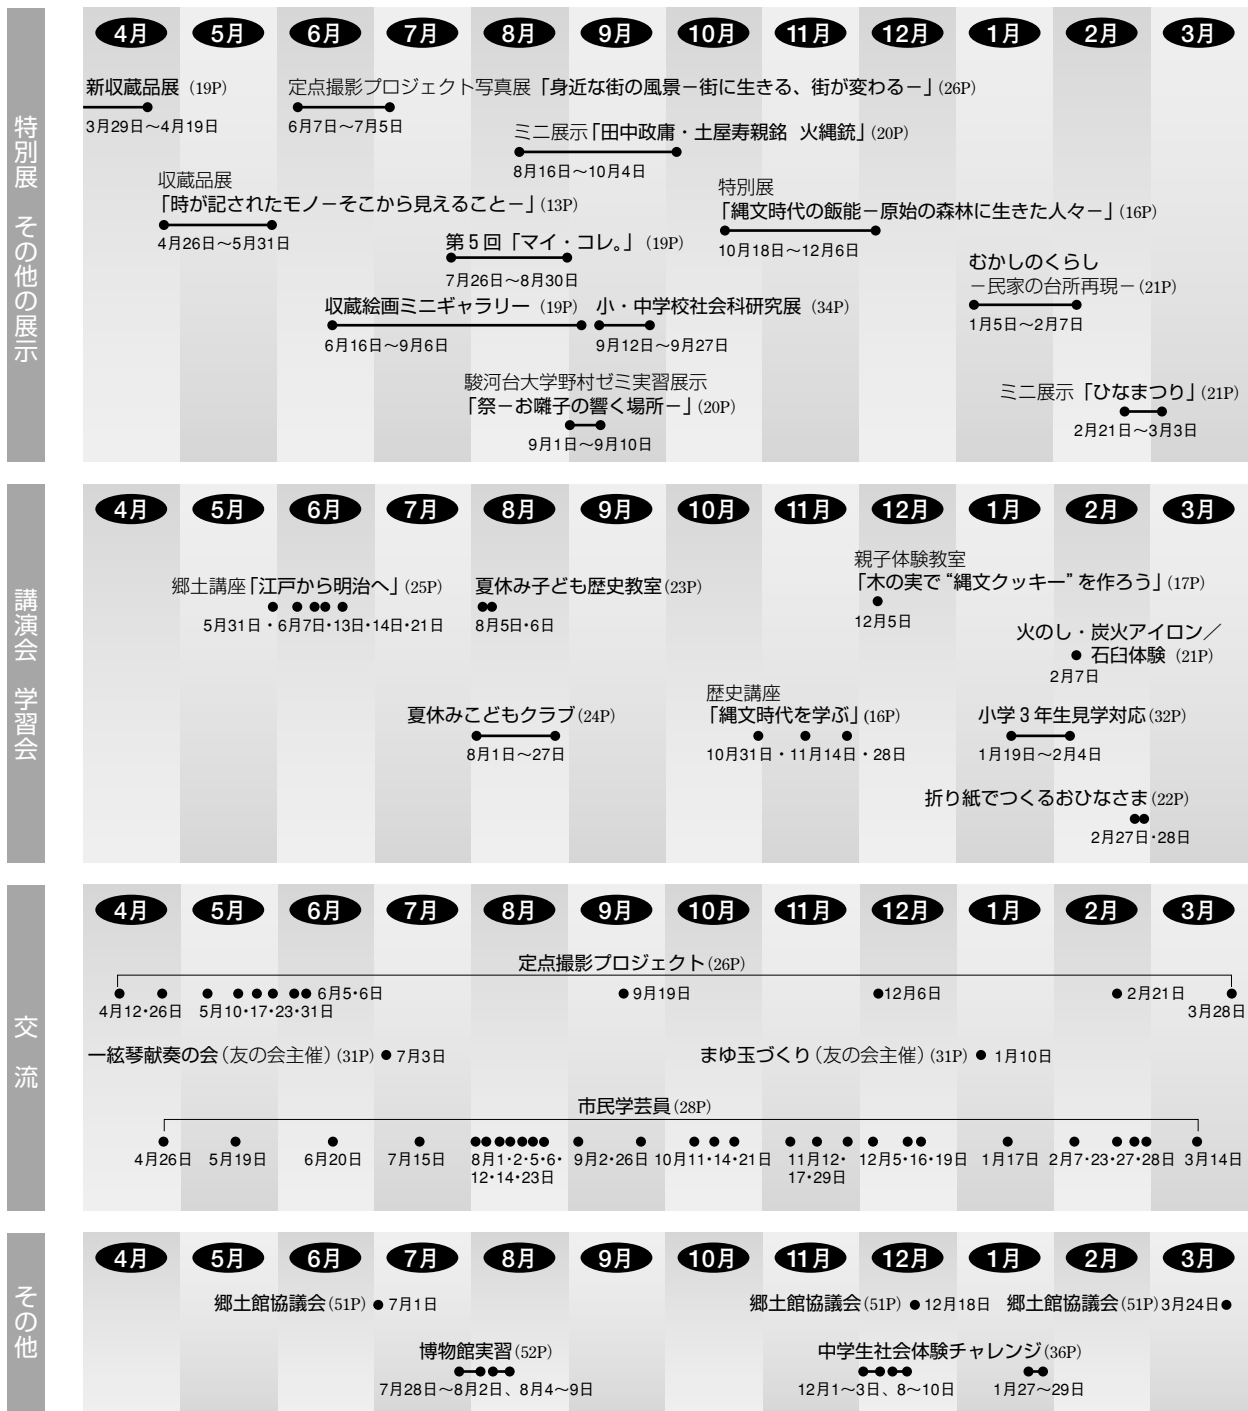 特別展 その他の展示
4月 5月 6月 7月 8月 9月 10月 11月 12月 1月 2月 3月
新収蔵品展 (19P)
3月29日〜4月19日
定点撮影プロジェクト写真展「身近な街の風景−街に生きる、街が変わる−」(26P)
6月7日〜7月5日
ミニ展示「田中政庸・土屋寿親銘 火縄銃」(20P)
8月16日〜10月4日
収蔵品展
「時が記されたモノ−そこから見えること−」(13P)
4月26日〜5月31日
特別展
「縄文時代の飯能−原始の森林に生きた人々−」(16P)
10月18日〜12月6日
第5回「マイ・コレ。」(19P)
7月26日〜8月30日
むかしのくらし
−民家の台所再現−(21P)
1月5日〜2月7日
収蔵絵画ミニギャラリー (19P)
6月16日〜9月6日
小・中学校社会科研究展 (34P)
9月12日〜9月27日
駿河台大学野村ゼミ実習展示
「祭−お囃子の響く場所−」(20P)
9月1日〜9月10日
ミニ展示「ひなまつり」(21P)
2月21日〜3月3日
講演会 学習会
4月 5月 6月 7月 8月 9月 10月 11月 12月 1月 2月 3月
郷土講座「江戸から明治へ」(25P)
5月31日・6月7日・13日・14日・21日
夏休み子ども歴史教室(23P)
8月5日・6日
親子体験教室
「木の実で“縄文クッキー”を作ろう」(17P)
12月5日
火のし・炭火アイロン／
石臼体験 (21P)
2月7日
夏休みこどもクラブ(24P)
8月1日〜27日
歴史講座
「縄文時代を学ぶ」(16P)
10月31日・11月14日・28日
小学3年生見学対応(32P)
1月19日〜2月4日
折り紙でつくるおひなさま(22P)
2月27日・28日
交流
4月 5月 6月 7月 8月 9月 10月 11月 12月 1月 2月 3月
定点撮影プロジェクト(26P)
4月12・26日
5月10・17・23・31日
6月5・6日
9月19日
12月6日
2月21日
3月28日
一絃琴献奏の会(友の会主催)(31P) 7月3日
まゆ玉づくり(友の会主催)(31P) 1月10日
市民学芸員(28P)
4月26日
5月19日
6月20日
7月15日
8月1・2・5・6・
12・14・23日
9月2・26日
10月11・14・21日
11月12・
17・29日
12月5・16・19日
1月17日
2月7・23・27・28日
3月14日
その他
4月 5月 6月 7月 8月 9月 10月 11月 12月 1月 2月 3月
郷土館協議会(51P) 7月1日
郷土館協議会(51P) 12月18日
郷土館協議会(51P) 3月24日
博物館実習(52P)
7月28日〜8月2日、8月4〜9日
中学生社会体験チャレンジ(36P)
12月1〜3日、8〜10日
1月27〜29日